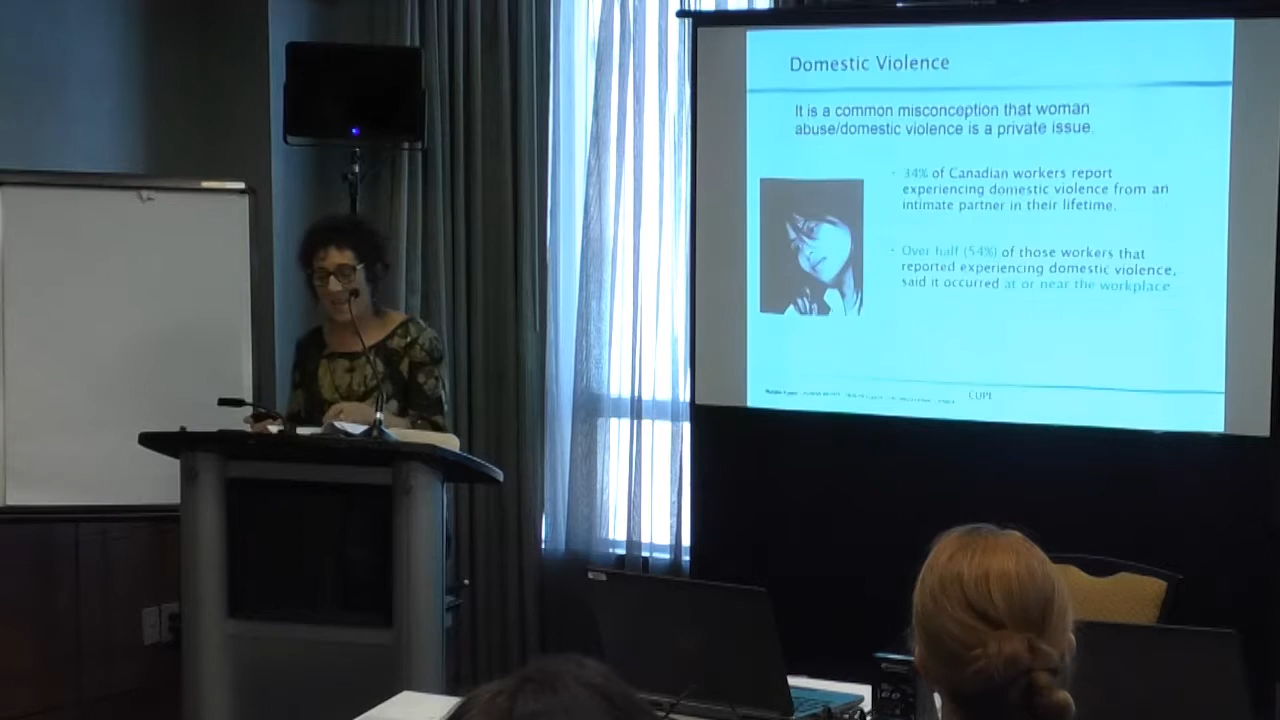 Domestic Violence
It is a common misconception that woman
abuse/domestic violence is a private issue.
· 34% of Canadian workers report
experiencing domestic violence from an
intimate partner in their lifetime.
· Over half (54%) of those workers that
reported experiencing domestic violence,
said it occurred at or near the workplace
CUPE